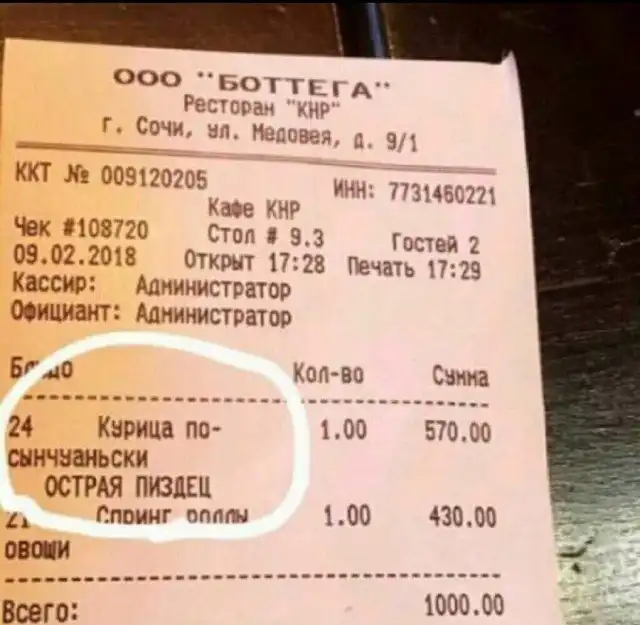 ООО "БОТТЕГА"
Ресторан "КНР"
г. Сочи, ул. Медовея, д. 9/1
ККТ № 009120205 ИНН: 7731460221
Кафе КНР
Чек #108720 Стол # 9.3 Гостей 2
09.02.2018 Открыт 17:28 Печать 17:29
Кассир: Администратор
Официант: Администратор
Блюдо Кол-во Сумма
24 Курица по- 1.00 570.00
сынчуаньски
ОСТРАЯ ПИЗДЕЦ
21 Спринг роллы 1.00 430.00
овощи
Всего: 1000.00